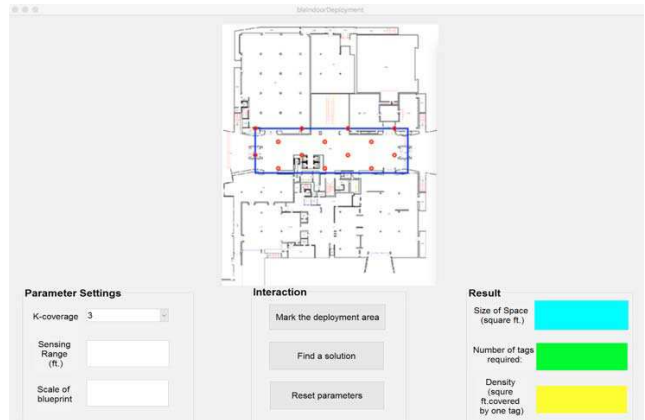 bleIndoorDeployment
Parameter Settings
K-coverage 3
Sensing
Range
(ft.)
Scale of
blueprint
Interaction
Mark the deployment area
Find a solution
Reset parameters
Result
Size of Space
(square ft.)
Number of tags
required:
Density
(squre
ft.covered
by one tag)